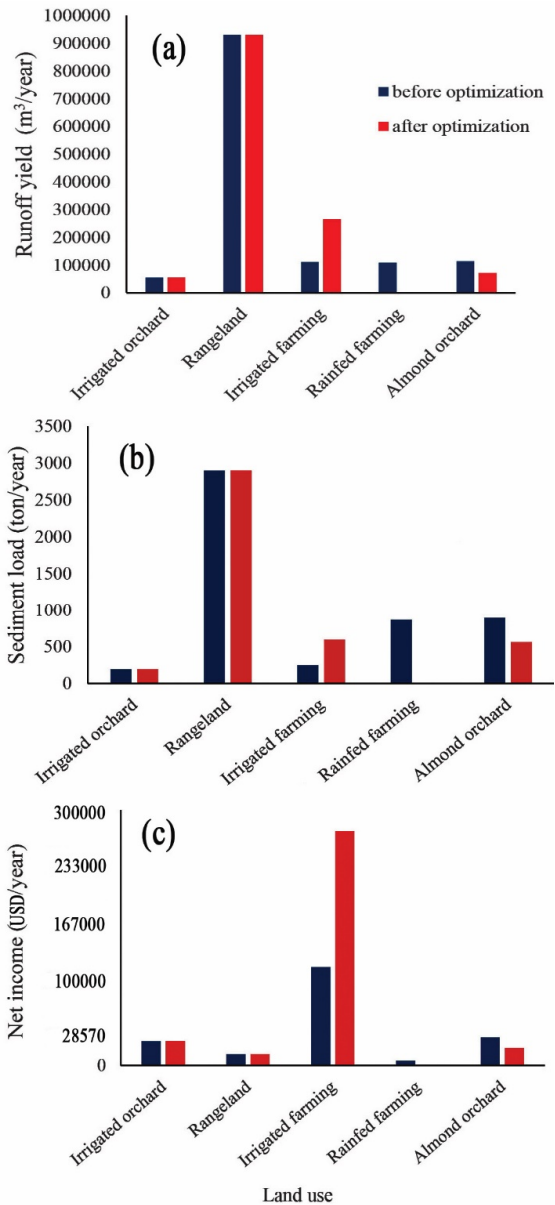 (a)
Runoff yield (m³/year)
1000000
900000
800000
700000
600000
500000
400000
300000
200000
100000
0
before optimization
after optimization
Irrigated orchard
Rangeland
Irrigated farming
Rainfed farming
Almond orchard
(b)
Sediment load (ton/year)
3500
3000
2500
2000
1500
1000
500
0
Irrigated orchard
Rangeland
Irrigated farming
Rainfed farming
Almond orchard
(c)
Net income (USD/year)
300000
233000
167000
100000
28570
0
Irrigated orchard
Rangeland
Irrigated farming
Rainfed farming
Almond orchard
Land use